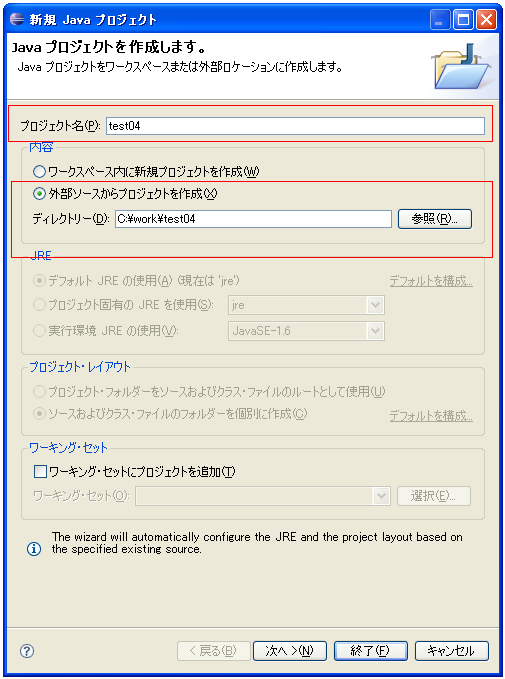 新規 Java プロジェクト
Java プロジェクトを作成します。
Java プロジェクトをワークスペースまたは外部ロケーションに作成します。
プロジェクト名(P): test04
内容
ワークスペース内に新規プロジェクトを作成(W)
外部ソースからプロジェクトを作成(X)
ディレクトリー(D): C:¥work¥test04 参照(R)...
JRE
デフォルト JRE の使用(A) (現在は 'jre') デフォルトを構成...
プロジェクト固有の JRE を使用(S): jre
実行環境 JRE の使用(V): JavaSE-1.6
プロジェクト・レイアウト
プロジェクト・フォルダーをソースおよびクラス・ファイルのルートとして使用(U)
ソースおよびクラス・ファイルのフォルダーを個別に作成(C) デフォルトを構成...
ワーキング・セット
ワーキング・セットにプロジェクトを追加(T)
ワーキング・セット(O): 選択(E)...
The wizard will automatically configure the JRE and the project layout based on
the specified existing source.
? < 戻る(B) 次へ >(N) 終了(F) キャンセル